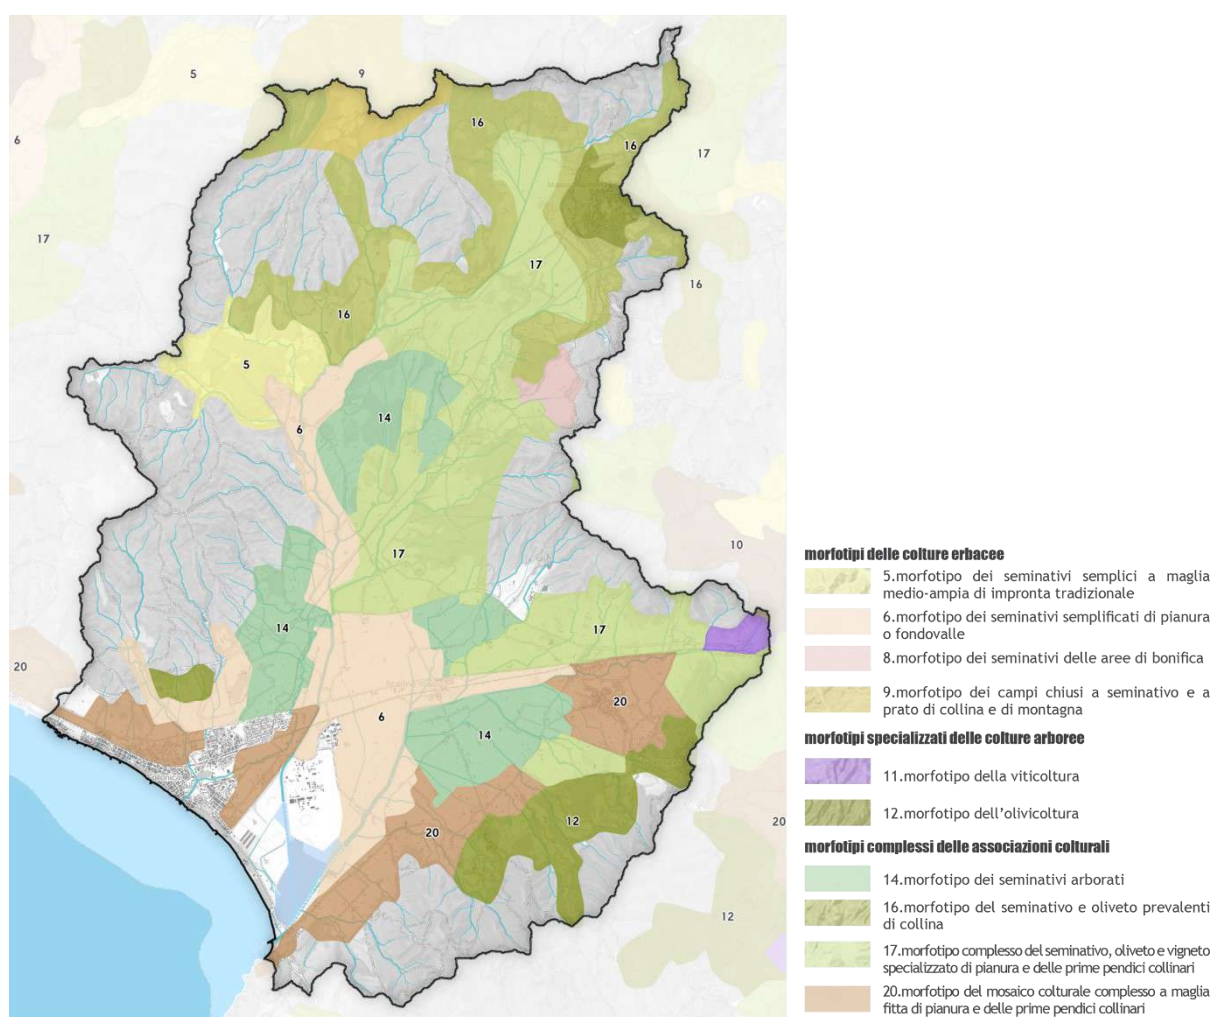 5
9
16
6
16
17
17
17
16
16
5
14
6
17
10
14
17
20
20
6
14
20
12
20
12
morfotipi delle colture erbacee
5.morfotipo dei seminativi semplici a maglia
medio-ampia di impronta tradizionale
6.morfotipo dei seminativi semplificati di pianura
o fondovalle
8.morfotipo dei seminativi delle aree di bonifica
9.morfotipo dei campi chiusi a seminativo e a
prato di collina e di montagna
morfotipi specializzati delle colture arboree
11.morfotipo della viticoltura
12.morfotipo dell'olivicoltura
morfotipi complessi delle associazioni colturali
14.morfotipo dei seminativi arborati
16.morfotipo del seminativo e oliveto prevalenti
di collina
17.morfotipo complesso del seminativo, oliveto e vigneto
specializzato di pianura e delle prime pendici collinari
20.morfotipo del mosaico colturale complesso a maglia
fitta di pianura e delle prime pendici collinari